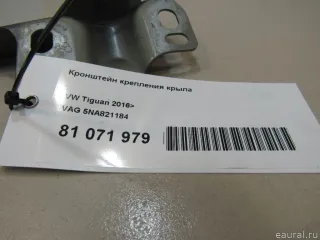 Кронштейн крепления крыла
VW Tiguan 2016>
VAG 5NA821184
81 071 979
eaural.ru